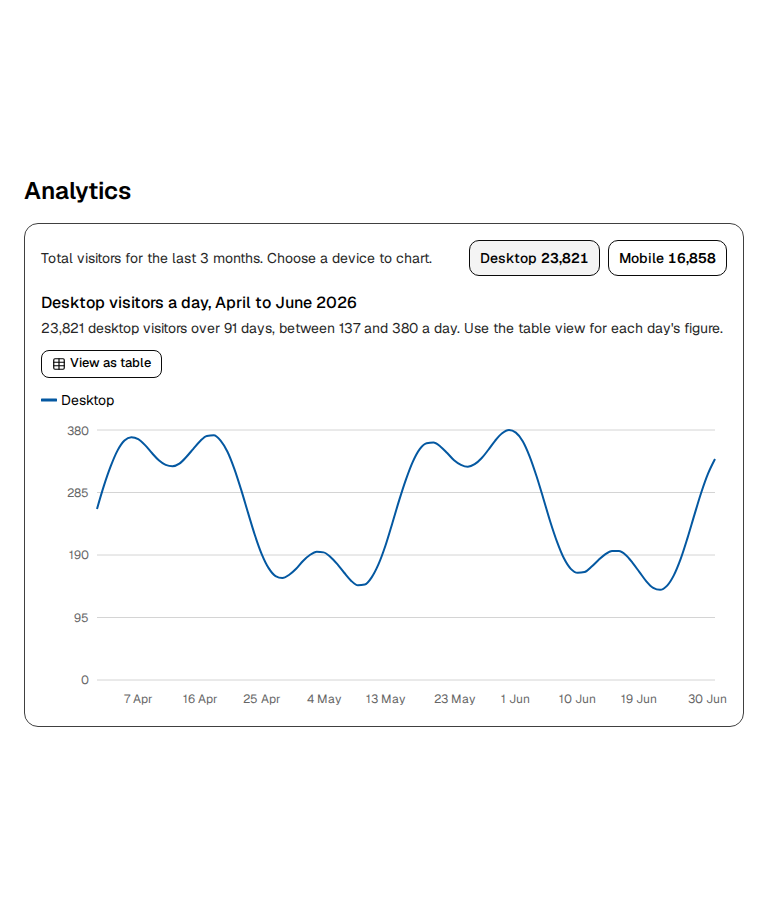 Analytics
Total visitors for the last 3 months. Choose a device to chart.
Desktop 23,821
Mobile 16,858
Desktop visitors a day, April to June 2026
23,821 desktop visitors over 91 days, between 137 and 380 a day. Use the table view for each day's figure.
View as table
Desktop
380
285
190
95
0
7 Apr 16 Apr 25 Apr 4 May 13 May 23 May 1 Jun 10 Jun 19 Jun 30 Jun